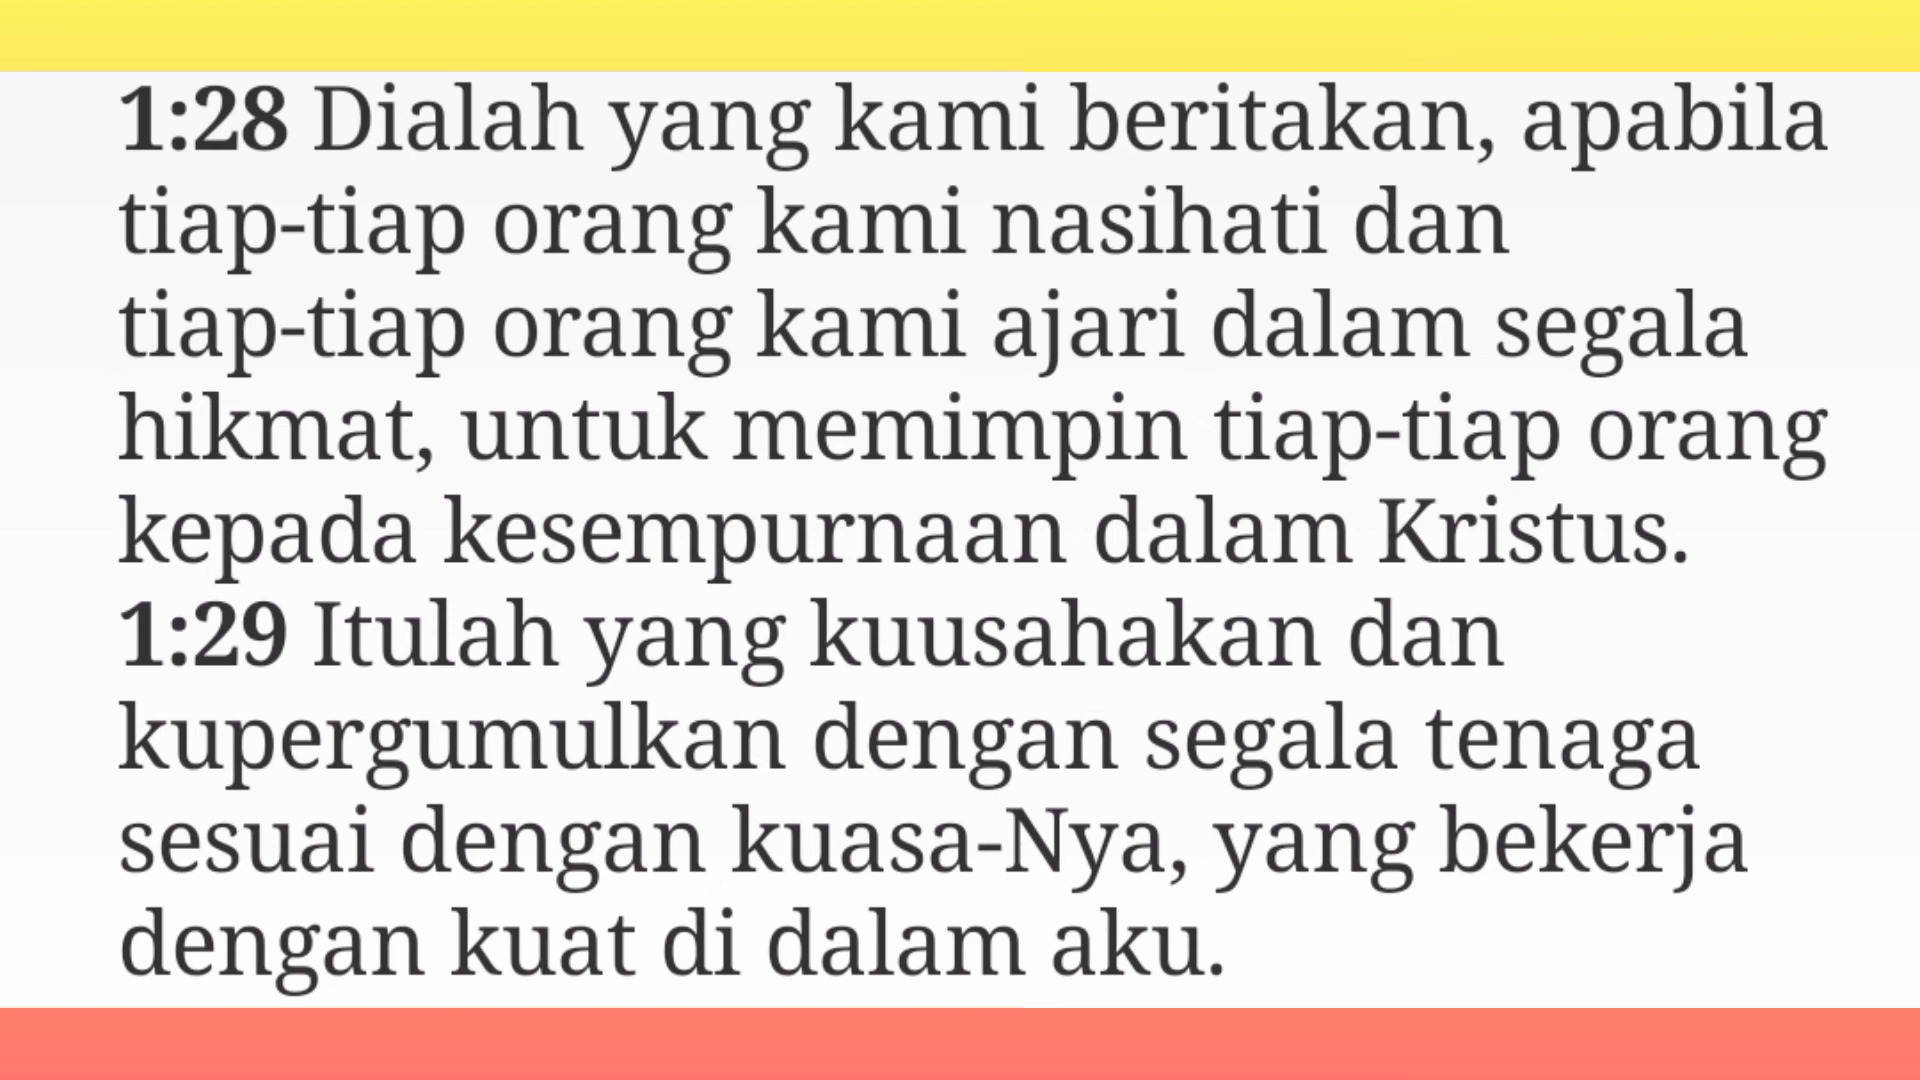 1:28 Dialah yang kami beritakan, apabila
tiap-tiap orang kami nasihati dan
tiap-tiap orang kami ajari dalam segala
hikmat, untuk memimpin tiap-tiap orang
kepada kesempurnaan dalam Kristus.
1:29 Itulah yang kuusahakan dan
kupergumulkan dengan segala tenaga
sesuai dengan kuasa-Nya, yang bekerja
dengan kuat di dalam aku.